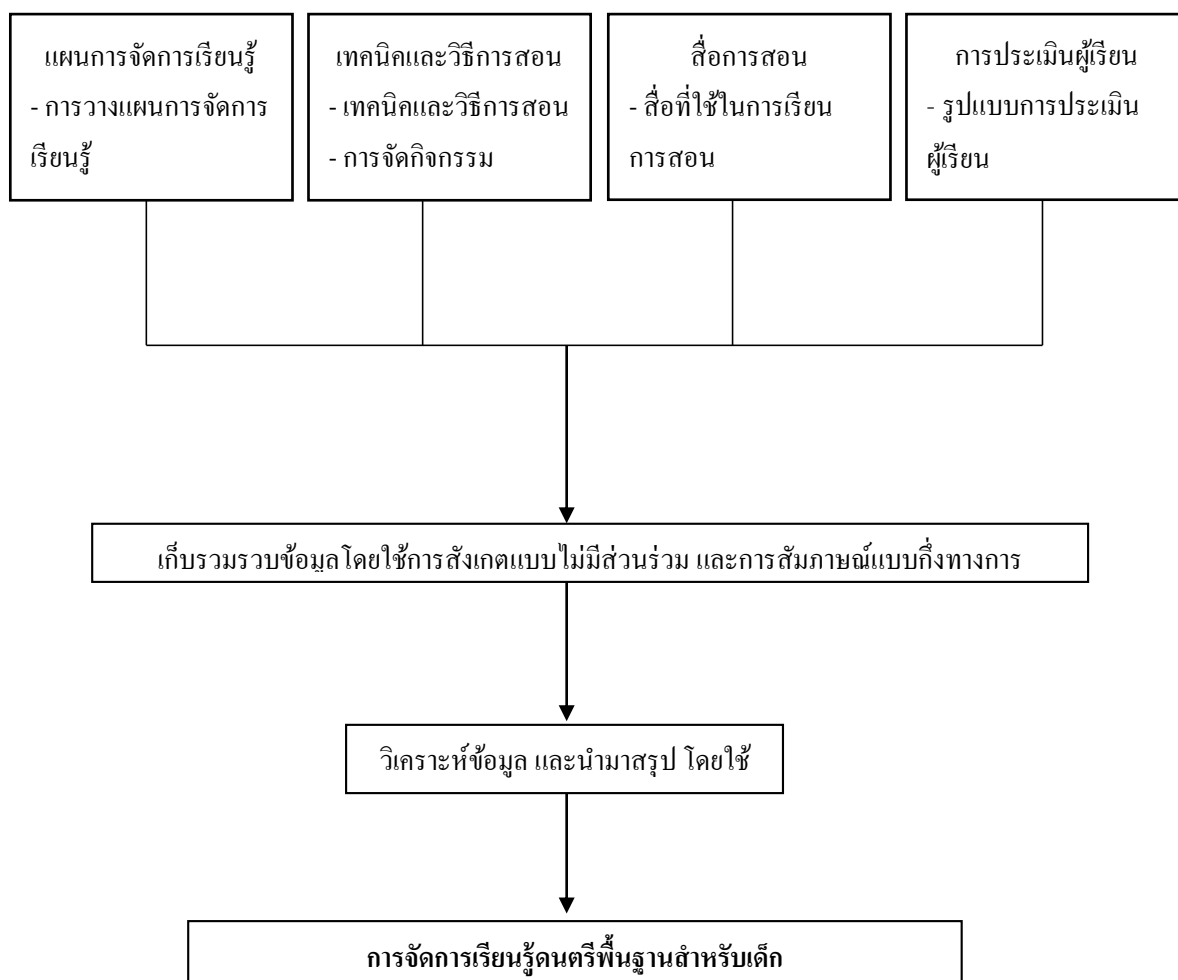 แผนการจัดการเรียนรู้
- การวางแผนการจัดการ
เรียนรู้
เทคนิคและวิธีการสอน
- เทคนิคและวิธีการสอน
- การจัดกิจกรรม
สื่อการสอน
- สื่อที่ใช้ในการเรียน
การสอน
การประเมินผู้เรียน
- รูปแบบการประเมิน
ผู้เรียน
เก็บรวมรวบข้อมูลโดยใช้การสังเกตแบบไม่มีส่วนร่วม และการสัมภาษณ์แบบกึ่งทางการ
วิเคราะห์ข้อมูล และนำมาสรุป โดยใช้
การจัดการเรียนรู้ดนตรีพื้นฐานสำหรับเด็ก